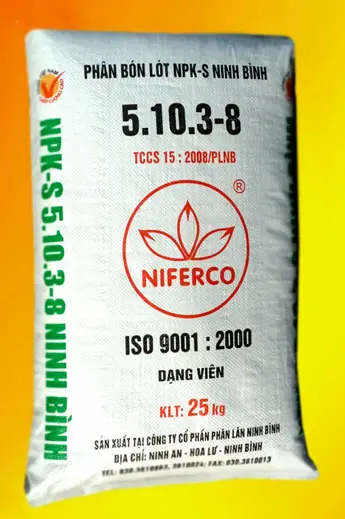 PHÂN BÓN LÓT NPK-S NINH BÌNH
5.10.3-8
TCCS 15 : 2008/PLNB
®
NIFERCO
ISO 9001 : 2000
DẠNG VIÊN
KLT: 25 kg
SẢN XUẤT TẠI CÔNG TY CỔ PHẦN PHÂN LÂN NINH BÌNH
ĐỊA CHỈ: NINH AN - HOA LƯ - NINH BÌNH
NPK-S 5.10.3-8 NINH BÌNH